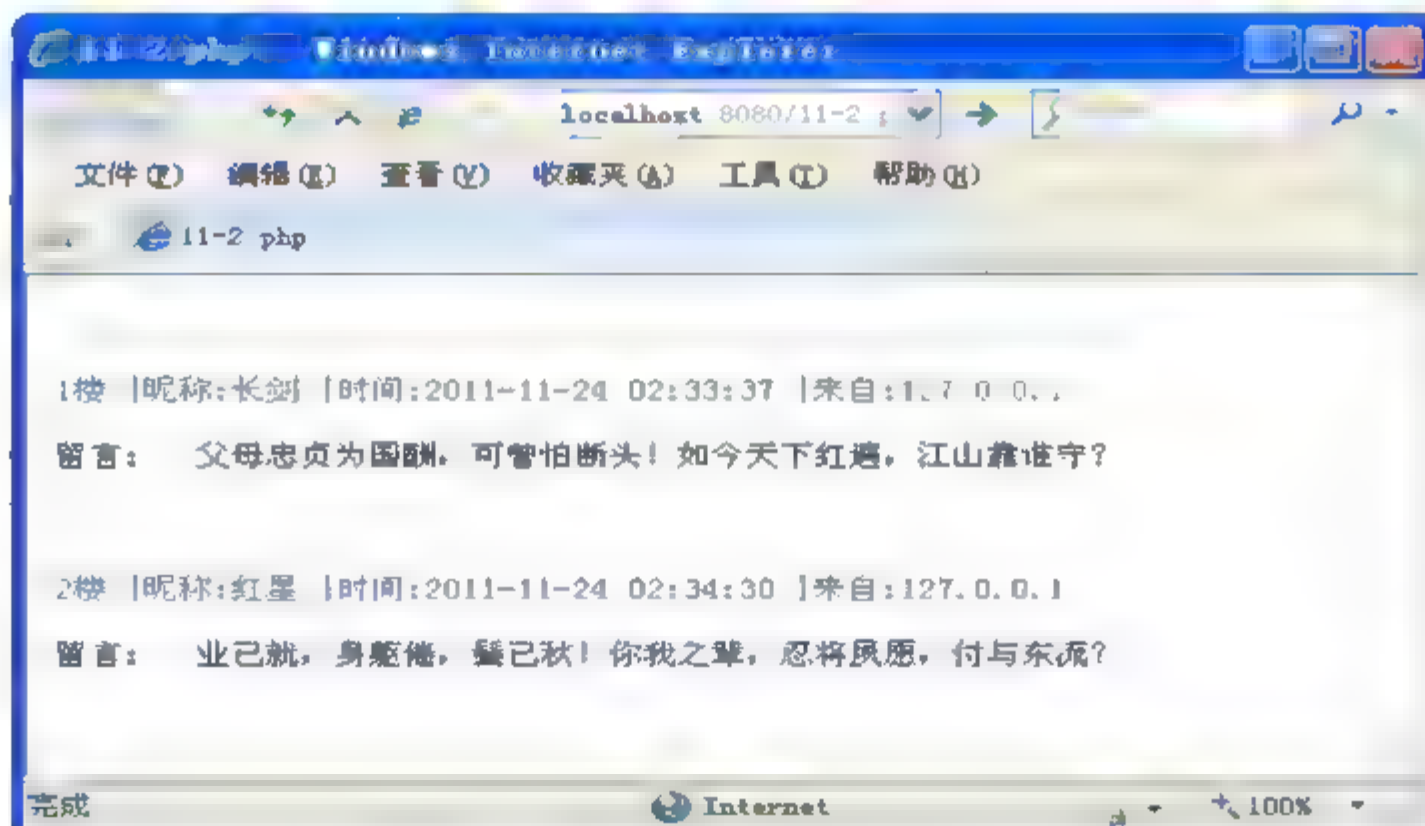 localhost 8080/11-2
文件(F) 编辑(E) 查看(V) 收藏夹(A) 工具(T) 帮助(H)
11-2 php
1楼 |昵称:长剑 |时间:2011-11-24 02:33:37 |来自:
留言: 父母忠贞为国酬，可曾怕断头！如今天下红遍，江山靠谁守?
2楼 |昵称:红星 |时间:2011-11-24 02:34:30 |来自:127.0.0.1
留言: 业已就，身躯倦，鬓已秋！你我之辈，忍将夙愿，付与东流?
完成 Internet 100%